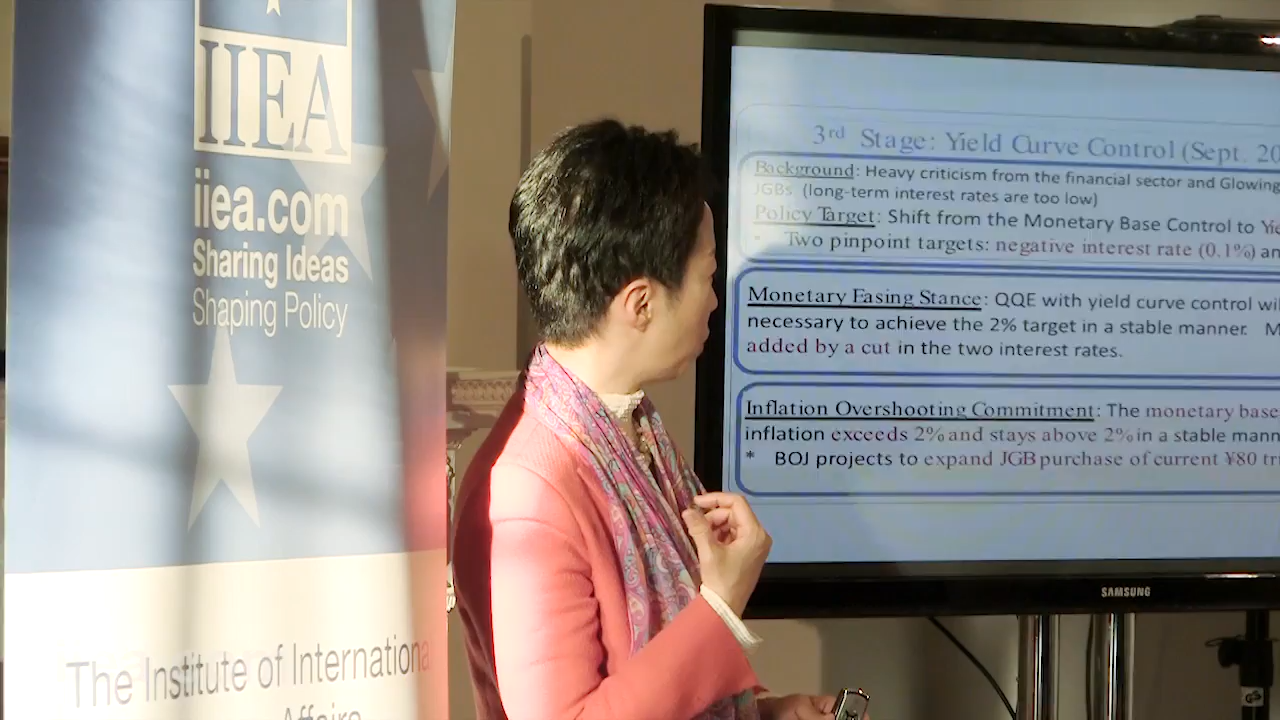 IIEA
iiea.com
Sharing Ideas
Shaping Policy
The Institute of International
Affairs
3rd Stage: Yield Curve Control (Sept. 20
Background: Heavy criticism from the financial sector and Glowing
JGBs (long-term interest rates are too low)
Policy Target: Shift from the Monetary Base Control to Yie
* Two pinpoint targets: negative interest rate (0.1%) an
Monetary Easing Stance: QQE with yield curve control wi
necessary to achieve the 2% target in a stable manner. M
added by a cut in the two interest rates.
Inflation Overshooting Commitment: The monetary base
inflation exceeds 2% and stays above 2% in a stable mann
* BOJ projects to expand JGB purchase of current ¥80 tr
SAMSUNG